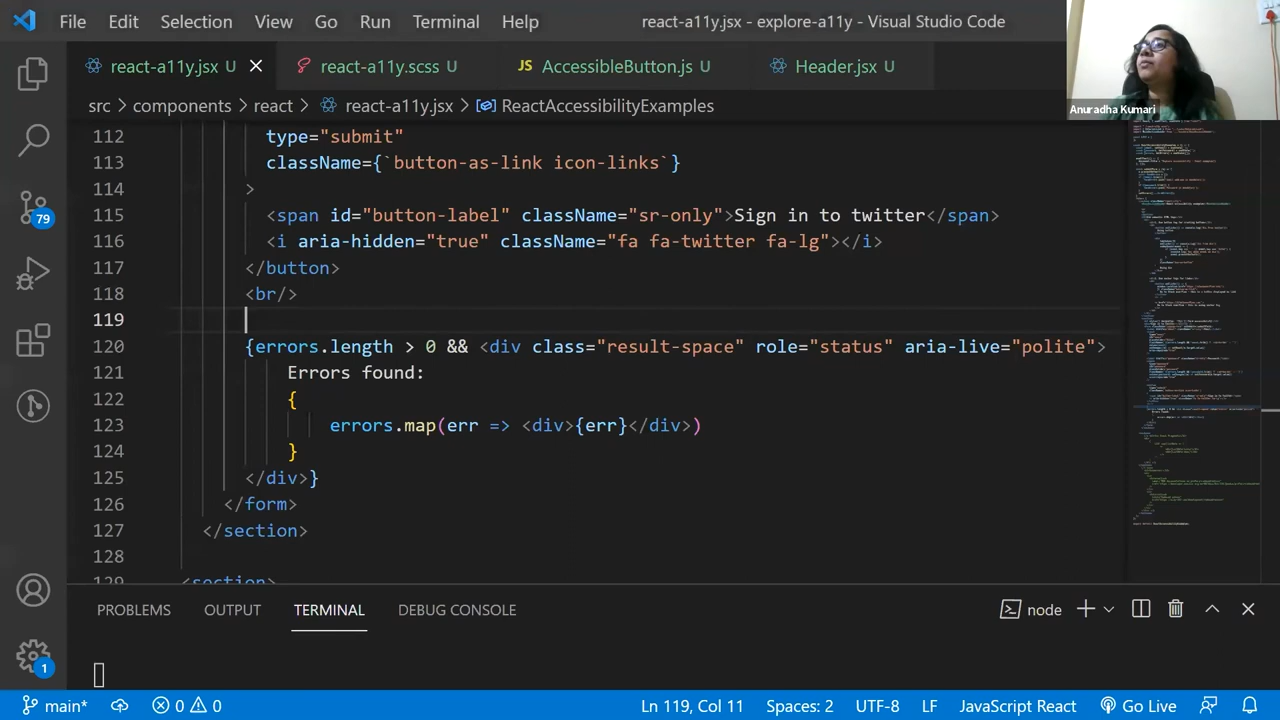 File Edit Selection View Go Run Terminal Help react-a11y.jsx - explore-a11y - Visual Studio Code
Anuradha Kumari
react-a11y.jsx U react-a11y.scss U JS AccessibleButton.js U Header.jsx U
src > components > react > react-a11y.jsx > ReactAccessibilityExamples
112 type="submit"
113 className={`button-as-link icon-links`}
114 >
115 <span id="button-label" className="sr-only">Sign in to twitter</span>
116 <i aria-hidden="true" className="fa fa-twitter fa-lg"></i>
117 </button>
118 <br/>
119
120 {errors.length > 0 && <div class="result-spere" role="status" aria-live="polite">
121 Errors found:
122 {
123 errors.map(err => <div>{err}</div>)
124 }
125 </div>}
126 </form>
127 </section>
128
129 <section>
79
1
PROBLEMS OUTPUT TERMINAL DEBUG CONSOLE node
main* 0 0 Ln 119, Col 11 Spaces: 2 UTF-8 LF JavaScript React Go Live